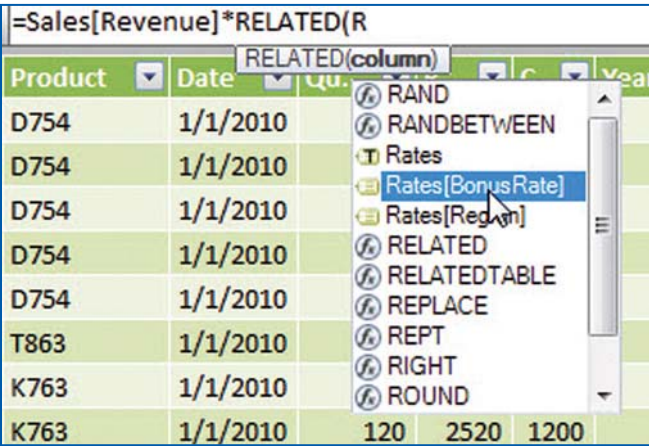 =Sales[Revenue]*RELATED(R
RELATED(column)
Product Date Qu. Year
D754 1/1/2010
RAND
RANDBETWEEN
D754 1/1/2010
T Rates
Rates[BonusRate]
D754 1/1/2010
Rates[Region]
D754 1/1/2010
RELATED
RELATEDTABLE
D754 1/1/2010
REPLACE
T863 1/1/2010
REPT
RIGHT
K763 1/1/2010
ROUND
K763 1/1/2010 120 2520 1200